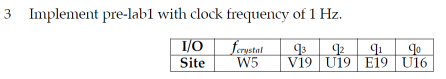 3 Implement pre-lab1 with clock frequency of 1 Hz.
I/O f_crystal q3 q2 q1 q0
Site W5 V19 U19 E19 U16